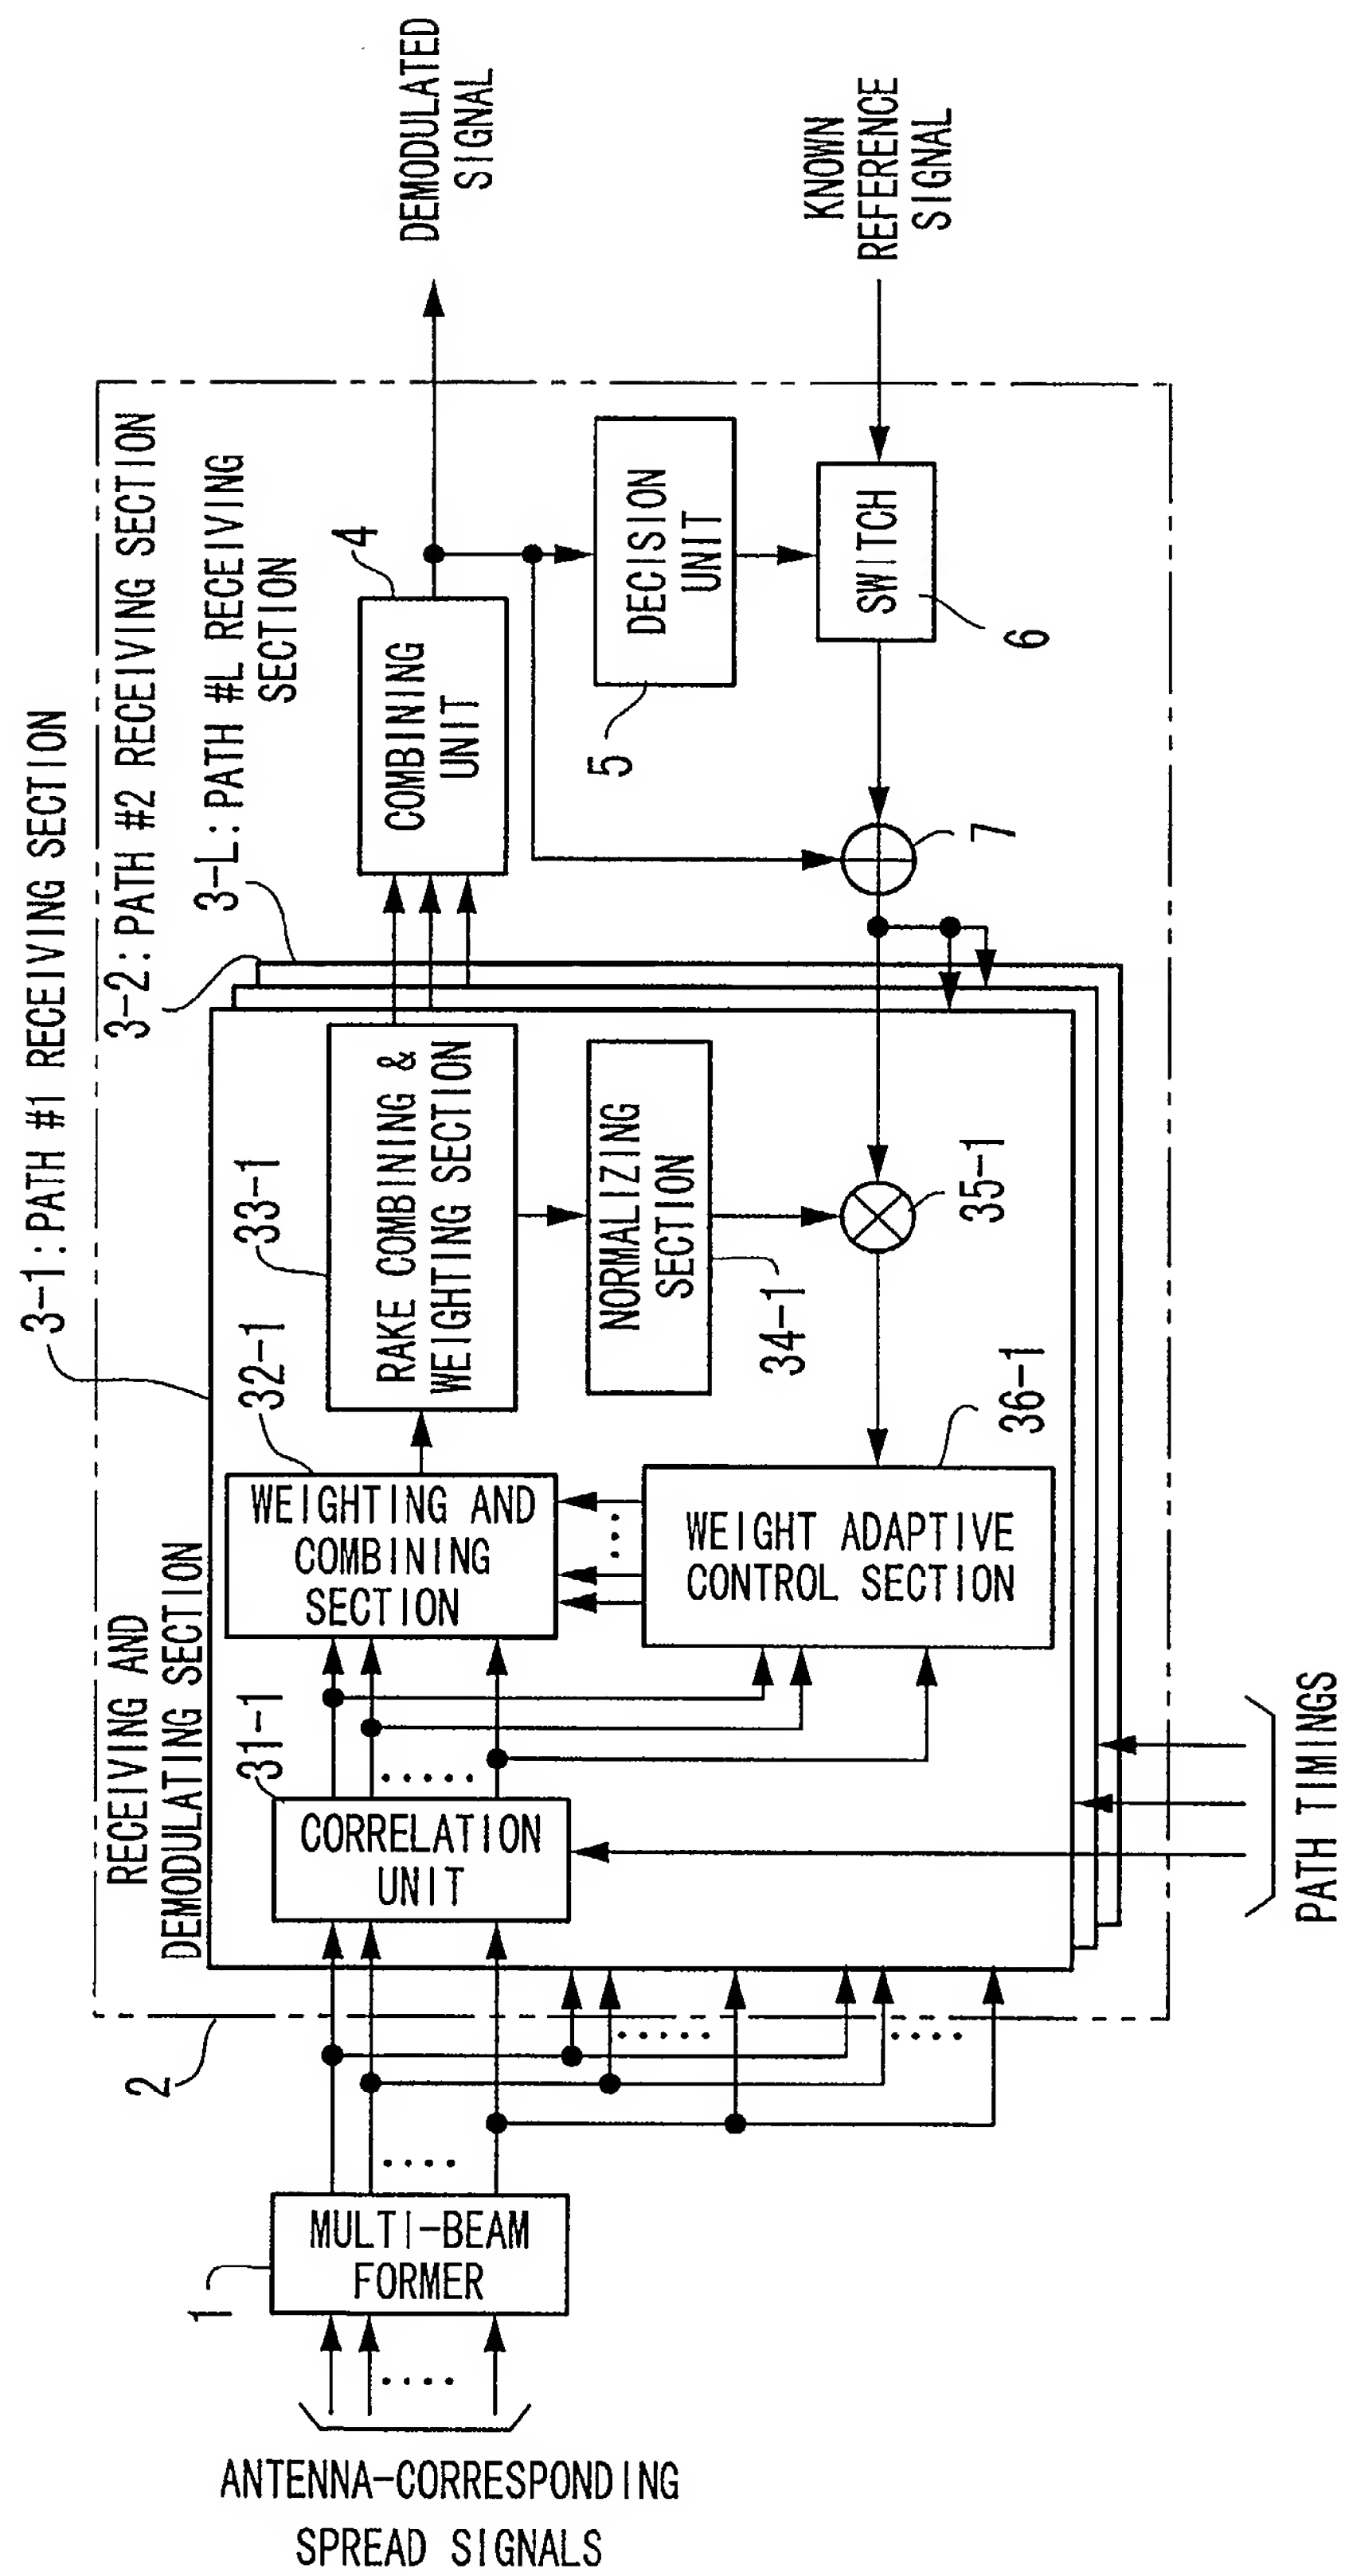 3-1:PATH #1 RECEIVING SECTION
3-2:PATH #2 RECEIVING SECTION
3-L:PATH #L RECEIVING
SECTION
RECEIVING AND
DEMODULATING SECTION
2
1
MULTI-BEAM
FORMER
ANTENNA-CORRESPONDING
SPREAD SIGNALS
31-1
CORRELATION
UNIT
32-1
WEIGHTING AND
COMBINING
SECTION
33-1
RAKE COMBINING &
WEIGHTING SECTION
34-1
NORMALIZING
SECTION
35-1
36-1
WEIGHT ADAPTIVE
CONTROL SECTION
4
COMBINING
UNIT
5
DECISION
UNIT
6
SWITCH
7
DEMODULATED
SIGNAL
KNOWN
REFERENCE
SIGNAL
PATH TIMINGS